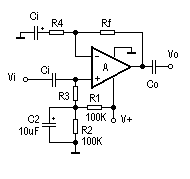 Ci R4 Rf
Vo
A
Vi Ci
Co
R3
R1
C2 100K V+
10uF R2
100K